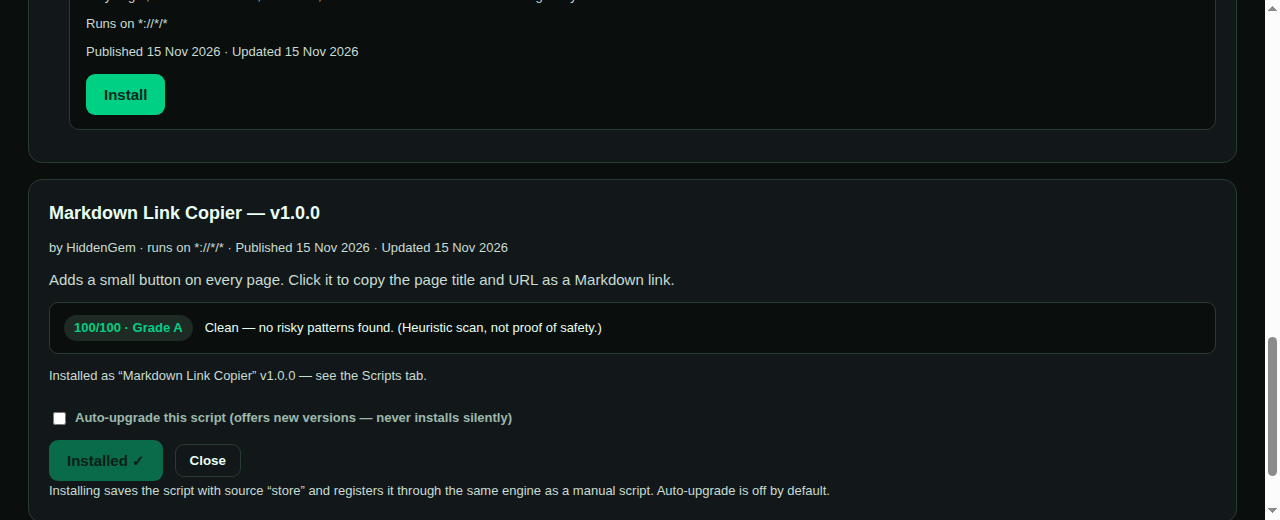 Runs on *://*/*
Published 15 Nov 2026 · Updated 15 Nov 2026
Install
Markdown Link Copier — v1.0.0
by HiddenGem · runs on *://*/* · Published 15 Nov 2026 · Updated 15 Nov 2026
Adds a small button on every page. Click it to copy the page title and URL as a Markdown link.
100/100 · Grade A Clean — no risky patterns found. (Heuristic scan, not proof of safety.)
Installed as “Markdown Link Copier” v1.0.0 — see the Scripts tab.
Auto-upgrade this script (offers new versions — never installs silently)
Installed ✓ Close
Installing saves the script with source “store” and registers it through the same engine as a manual script. Auto-upgrade is off by default.